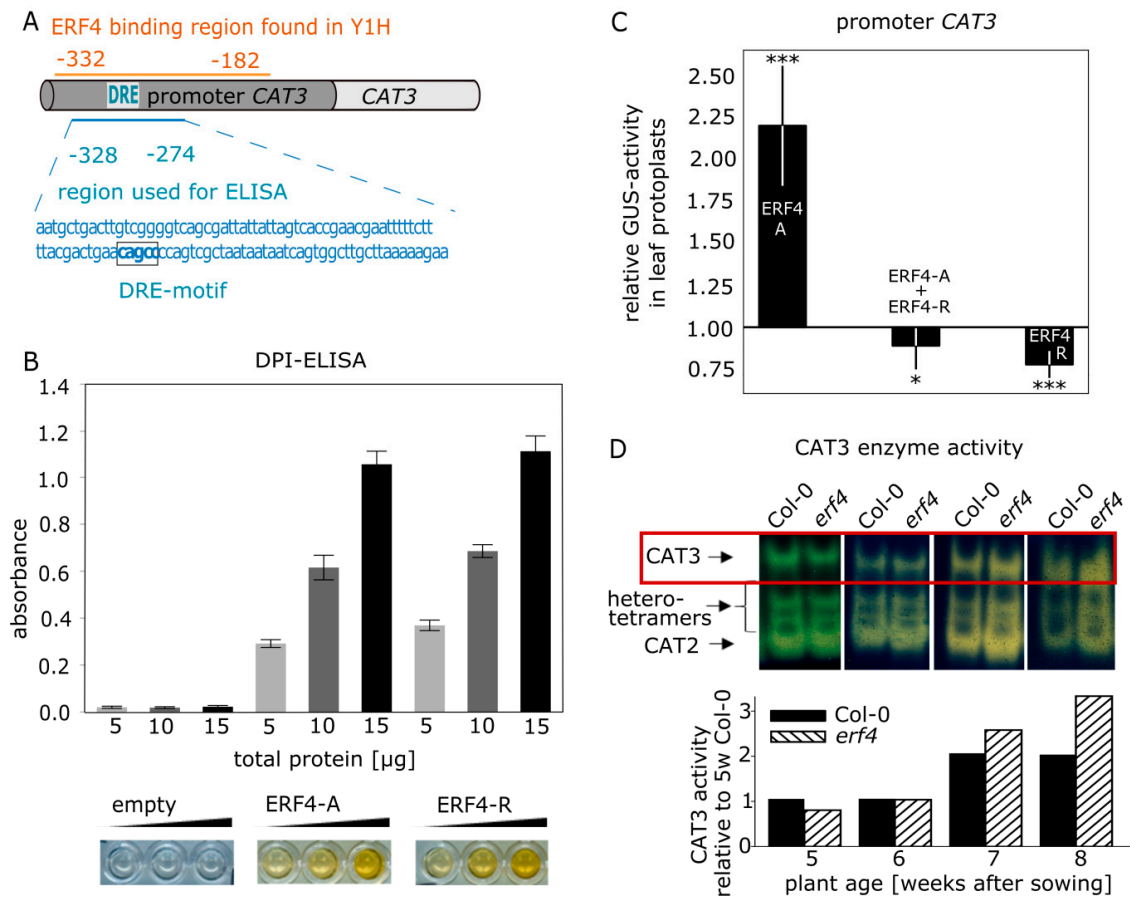 A
ERF4 binding region found in Y1H
-332 -182
DRE promoter CAT3 CAT3
-328 -274
region used for ELISA
aatgctgacttgtcggggtcagcgattattattagtcaccgaacgaatttttctt
ttacgactgaacagccccagtcgctaataataatcagtggcttgcttaaaaagaa
DRE-motif
B
DPI-ELISA
absorbance
1.4
1.2
1.0
0.8
0.6
0.4
0.2
0.0
5 10 15 5 10 15 5 10 15
total protein [µg]
empty ERF4-A ERF4-R
C
promoter CAT3
relative GUS-activity
in leaf protoplasts
2.50
2.25
2.00
1.75
1.50
1.25
1.00
0.75
***
ERF4
A
ERF4-A
+
ERF4-R
*
ERF4
R
***
D
CAT3 enzyme activity
Col-0 erf4 Col-0 erf4 Col-0 erf4 Col-0 erf4
CAT3
hetero-
tetramers
CAT2
CAT3 activity
relative to 5w Col-0
3
2
1
0
Col-0
erf4
5 6 7 8
plant age [weeks after sowing]